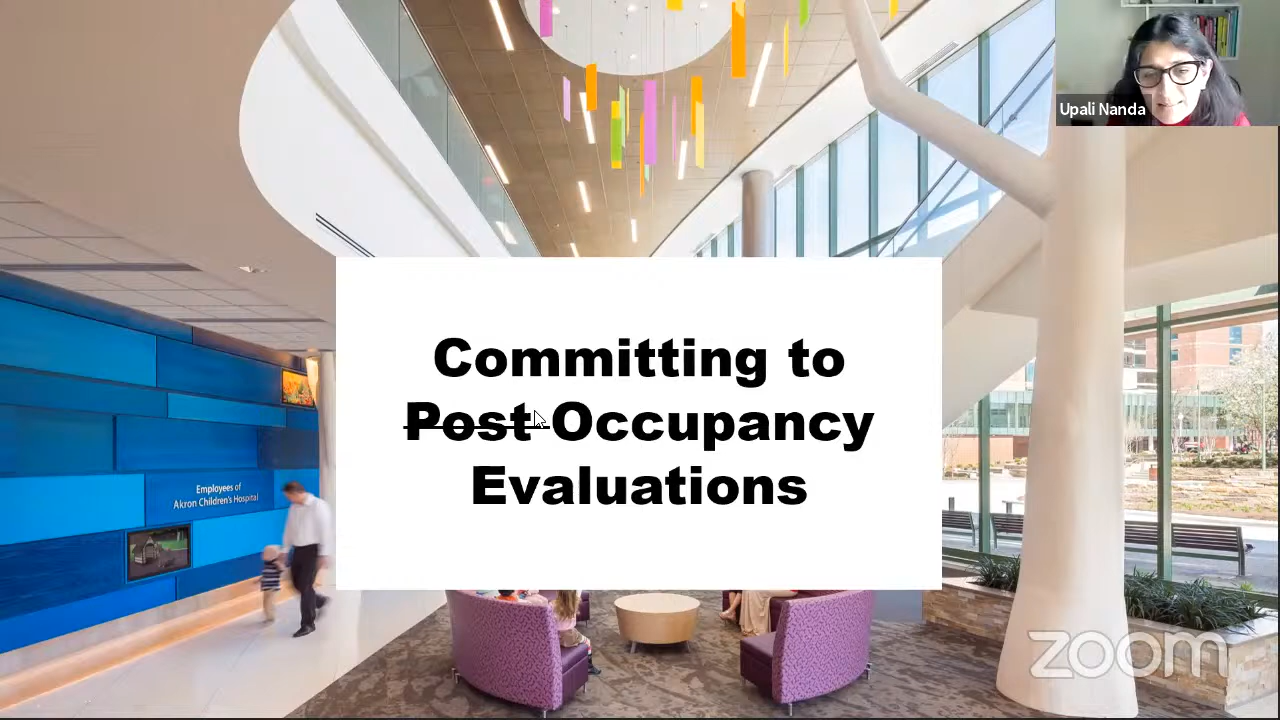 Upali Nanda
Committing to
Post Occupancy
Evaluations
Employees of
Akron Children's Hospital
zoom